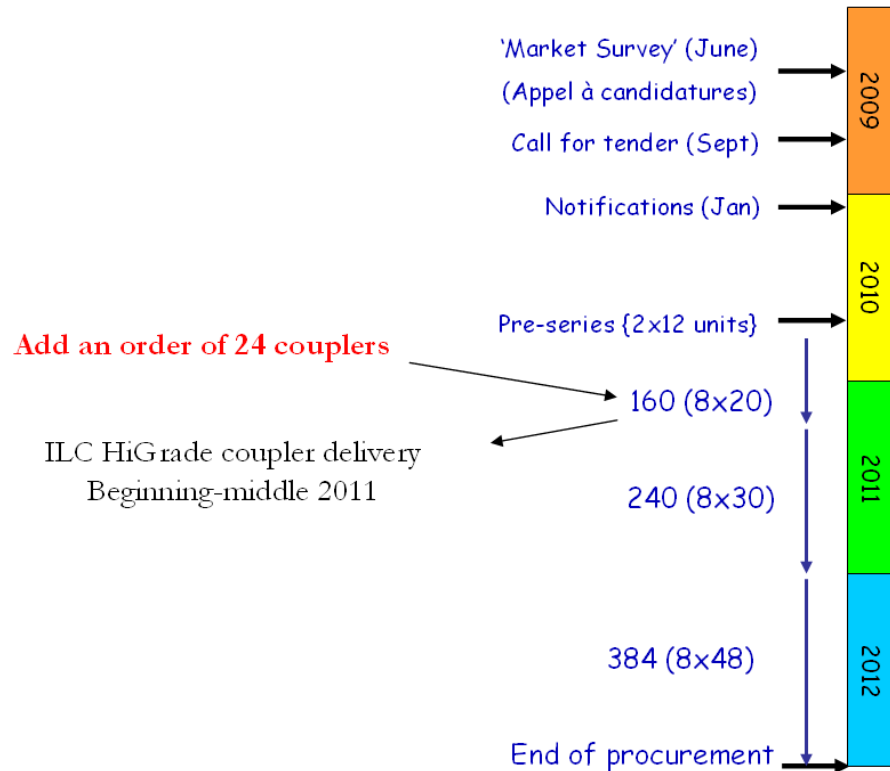 'Market Survey' (June)
(Appel à candidatures)
2009
Call for tender (Sept)
Notifications (Jan)
2010
Pre-series {2x12 units}
Add an order of 24 couplers
160 (8x20)
ILC HiGrade coupler delivery
Beginning-middle 2011
2011
240 (8x30)
384 (8x48)
2012
End of procurement